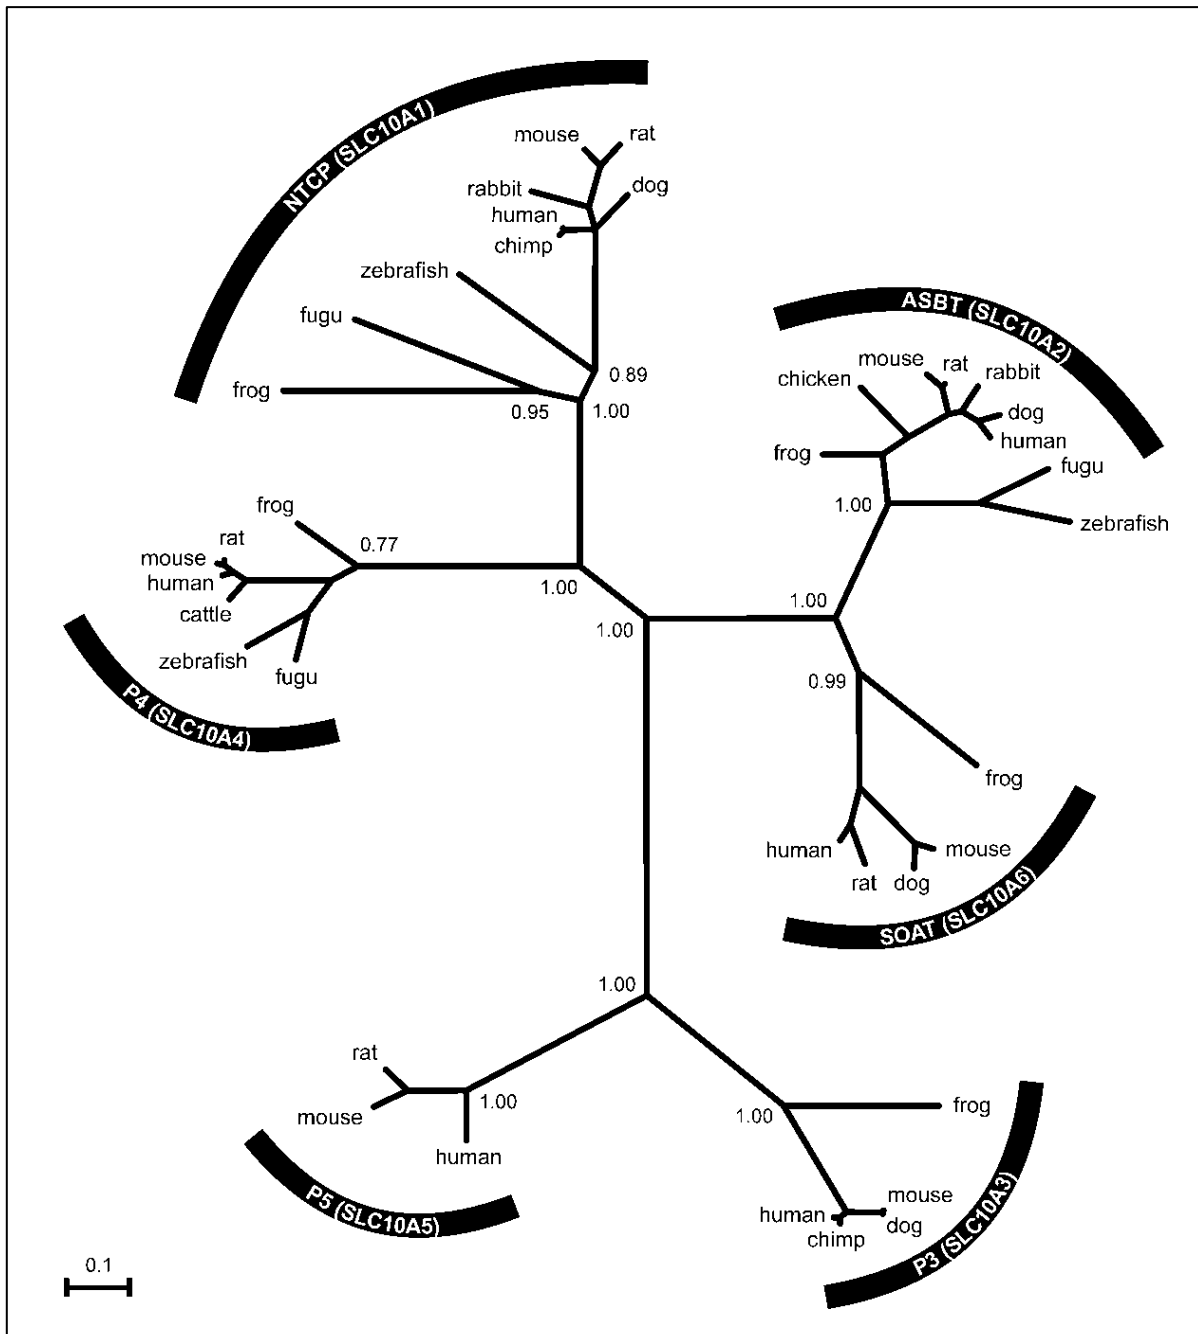 NTCP (SLC10A1)
mouse
rat
rabbit
dog
human
chimp
zebrafish
fugu
frog
0.89
0.95
1.00
ASBT (SLC10A2)
mouse
rat
rabbit
chicken
dog
human
frog
fugu
1.00
zebrafish
frog
0.77
rat
mouse
human
cattle
zebrafish
fugu
1.00
1.00
1.00
P4 (SLC10A4)
0.99
frog
human
rat
dog
mouse
SOAT (SLC10A6)
1.00
rat
mouse
1.00
human
P5 (SLC10A5)
1.00
frog
human
chimp
mouse
dog
P3 (SLC10A3)
0.1